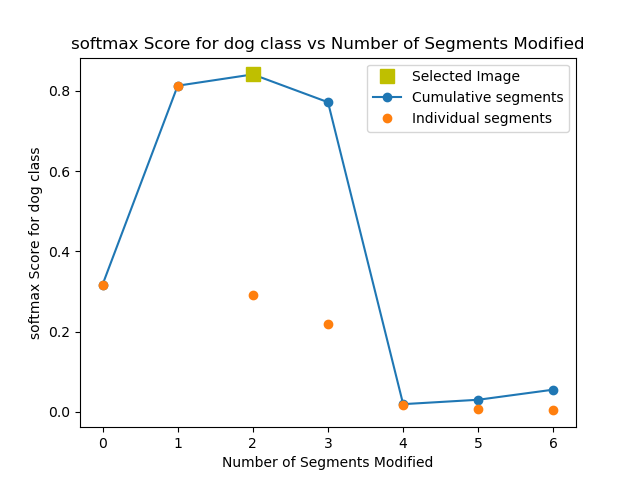 softmax Score for dog class vs Number of Segments Modified
Selected Image
Cumulative segments
Individual segments
softmax Score for dog class
0.8
0.6
0.4
0.2
0.0
0 1 2 3 4 5 6
Number of Segments Modified